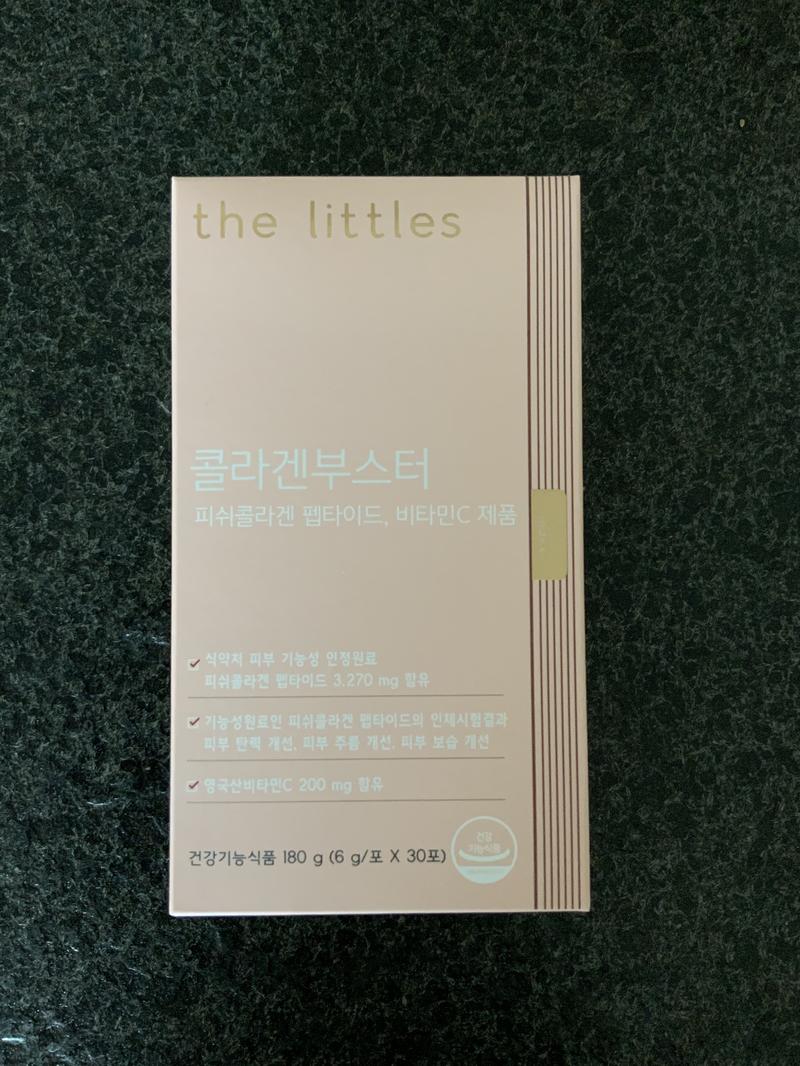 the littles
콜라겐부스터
피쉬콜라겐 펩타이드, 비타민C 제품
식약처 피부 기능성 인정원료
피쉬콜라겐 펩타이드 3,270 mg 함유
기능성원료인 피쉬콜라겐 펩타이드의 인체시험결과
피부 탄력 개선, 피부 주름 개선, 피부 보습 개선
영국산비타민C 200 mg 함유
건강기능식품 180 g (6 g/포 X 30포)
건강
기능식품